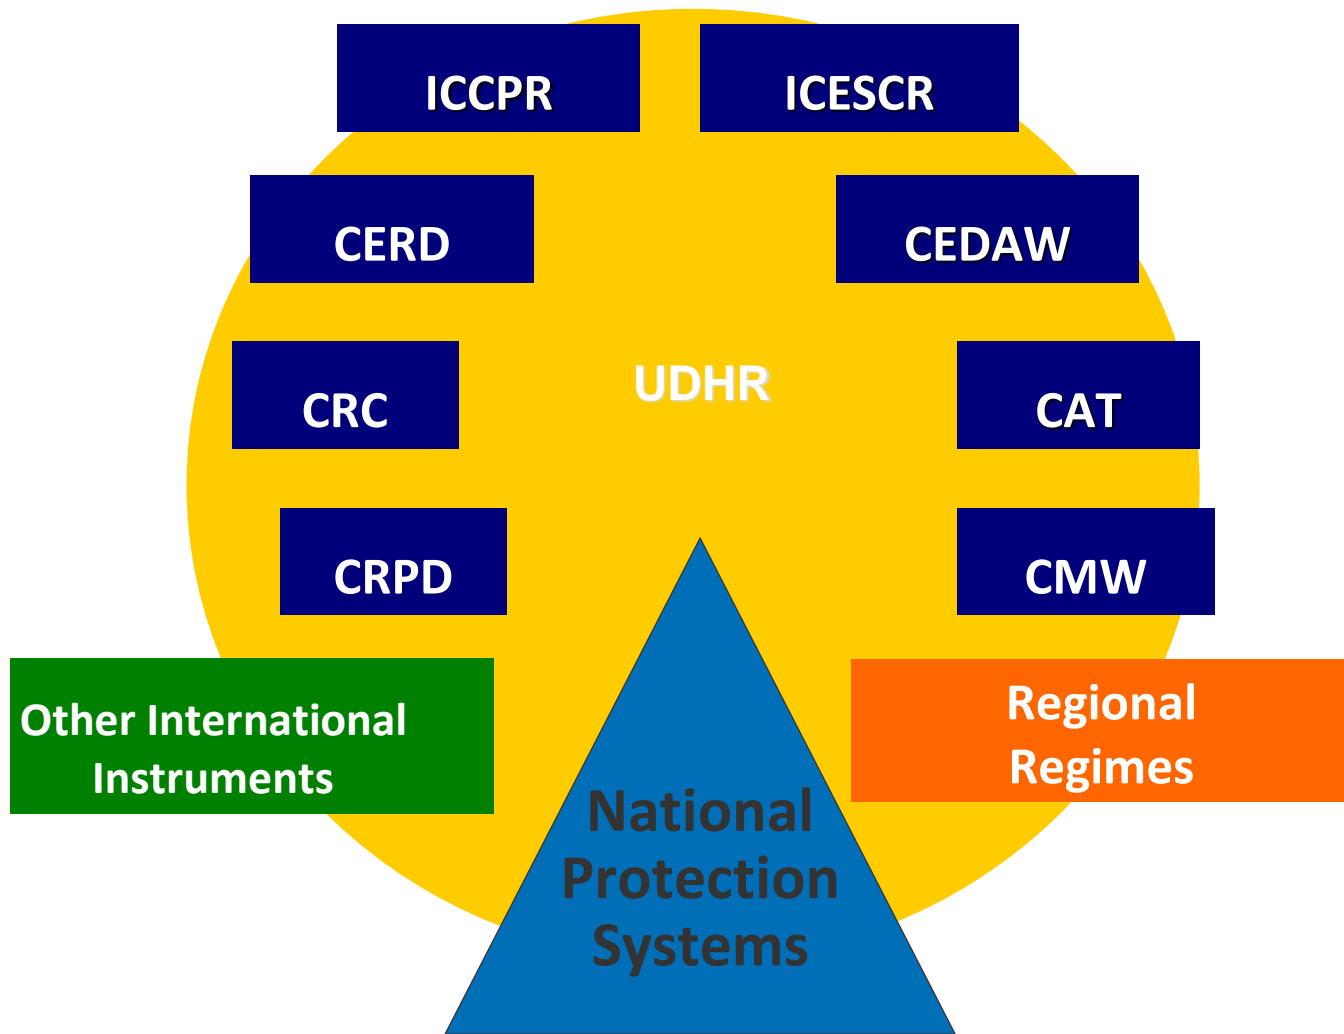 ICCPR
ICESCR
CERD
CEDAW
UDHR
CRC
CAT
CRPD
CMW
Other International
Instruments
Regional
Regimes
National
Protection
Systems